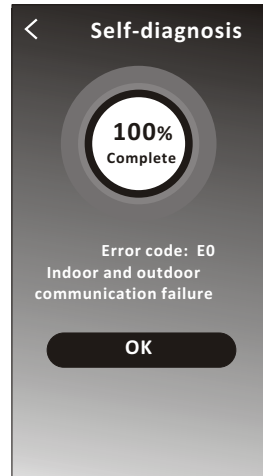 Self-diagnosis
100%
Complete
Error code: E0
Indoor and outdoor
communication failure
OK